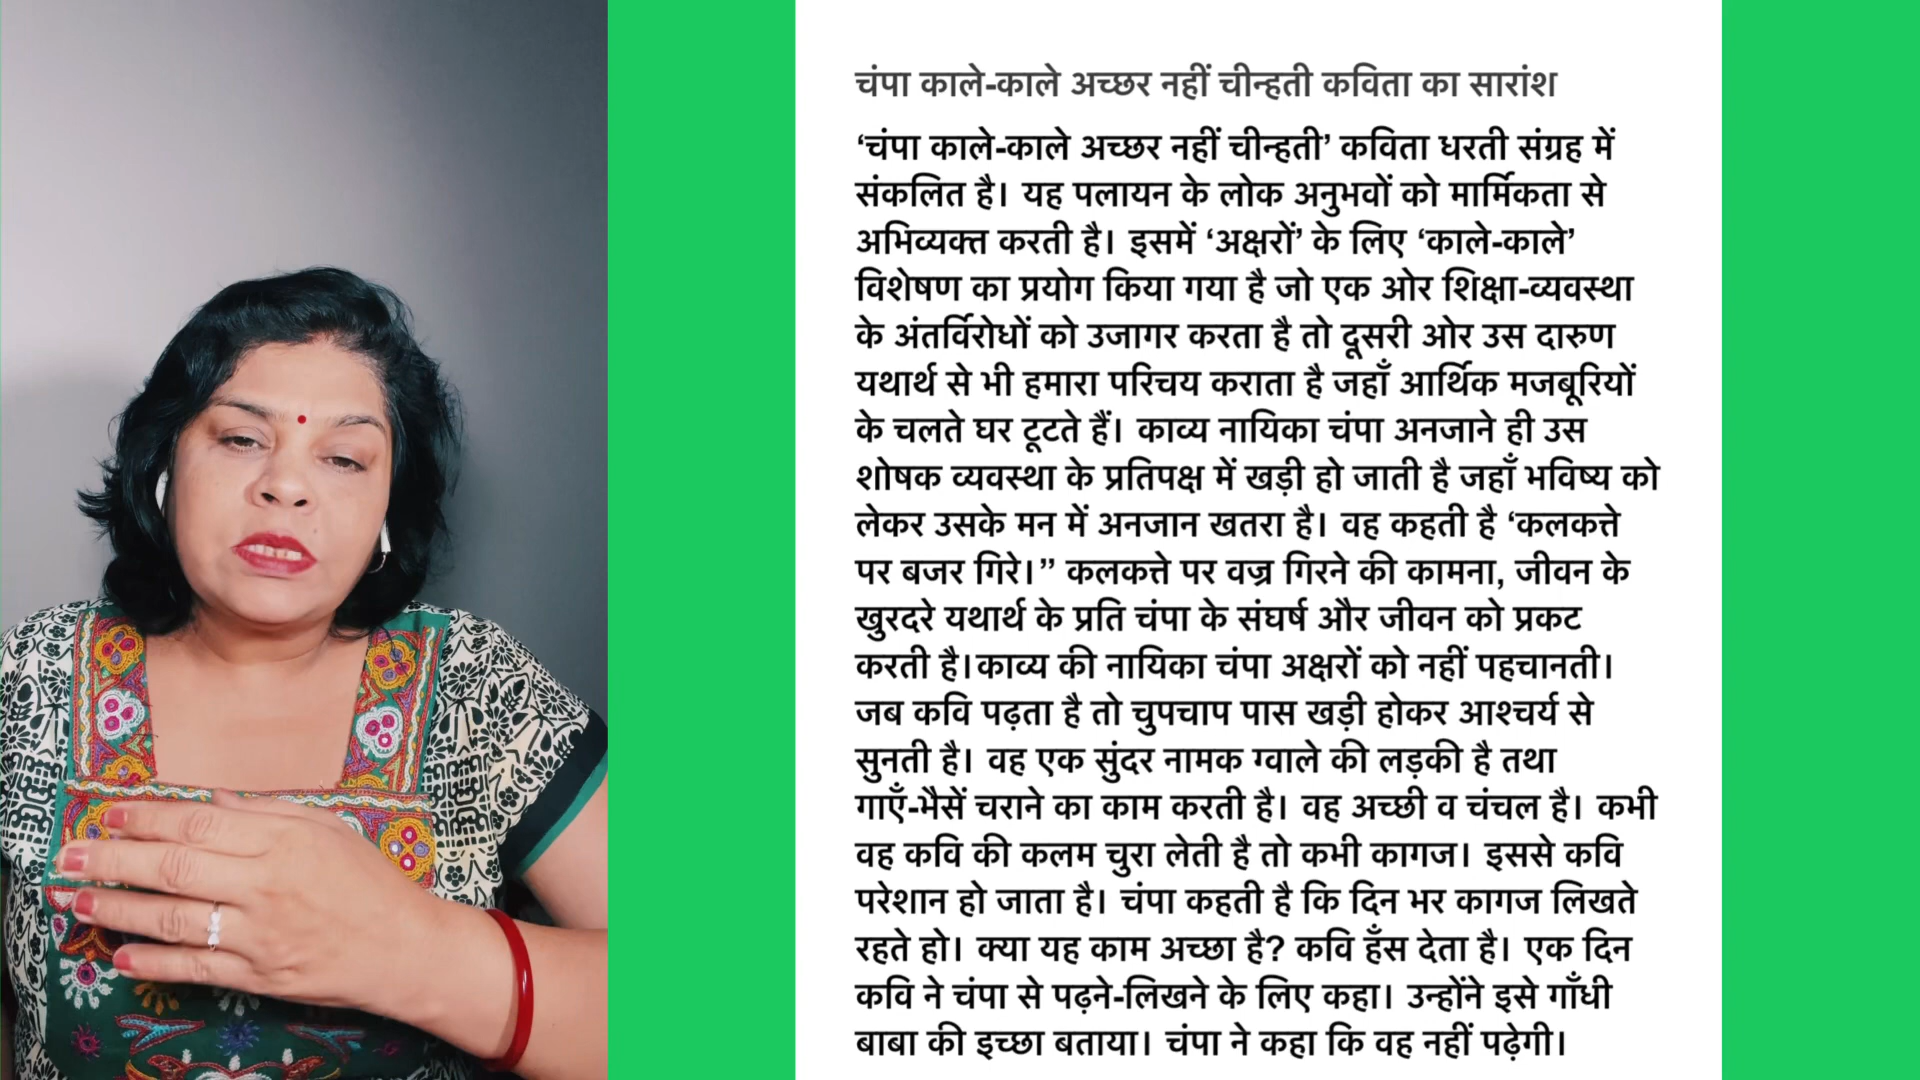 चंपा काले-काले अच्छर नहीं चीन्हती कविता का सारांश
‘चंपा काले-काले अच्छर नहीं चीन्हती’ कविता धरती संग्रह में
संकलित है। यह पलायन के लोक अनुभवों को मार्मिकता से
अभिव्यक्त करती है। इसमें ‘अक्षरों’ के लिए ‘काले-काले’
विशेषण का प्रयोग किया गया है जो एक ओर शिक्षा-व्यवस्था
के अंतर्विरोधों को उजागर करता है तो दूसरी ओर उस दारुण
यथार्थ से भी हमारा परिचय कराता है जहाँ आर्थिक मजबूरियों
के चलते घर टूटते हैं। काव्य नायिका चंपा अनजाने ही उस
शोषक व्यवस्था के प्रतिपक्ष में खड़ी हो जाती है जहाँ भविष्य को
लेकर उसके मन में अनजान खतरा है। वह कहती है ‘कलकत्ते
पर बजर गिरे।” कलकत्ते पर वज्र गिरने की कामना, जीवन के
खुरदरे यथार्थ के प्रति चंपा के संघर्ष और जीवन को प्रकट
करती है।काव्य की नायिका चंपा अक्षरों को नहीं पहचानती।
जब कवि पढ़ता है तो चुपचाप पास खड़ी होकर आश्चर्य से
सुनती है। वह एक सुंदर नामक ग्वाले की लड़की है तथा
गाएँ-भैसें चराने का काम करती है। वह अच्छी व चंचल है। कभी
वह कवि की कलम चुरा लेती है तो कभी कागज। इससे कवि
परेशान हो जाता है। चंपा कहती है कि दिन भर कागज लिखते
रहते हो। क्या यह काम अच्छा है? कवि हँस देता है। एक दिन
कवि ने चंपा से पढ़ने-लिखने के लिए कहा। उन्होंने इसे गाँधी
बाबा की इच्छा बताया। चंपा ने कहा कि वह नहीं पढ़ेगी।